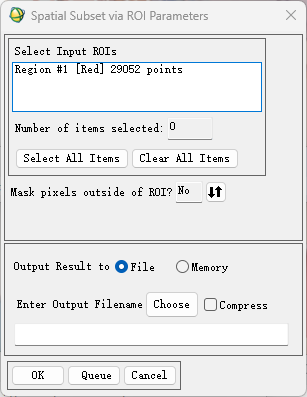 Spatial Subset via ROI Parameters
Select Input ROIs
Region #1 [Red] 29052 points
Number of items selected: 0
Select All Items Clear All Items
Mask pixels outside of ROI? No
Output Result to File Memory
Enter Output Filename Choose Compress
OK Queue Cancel